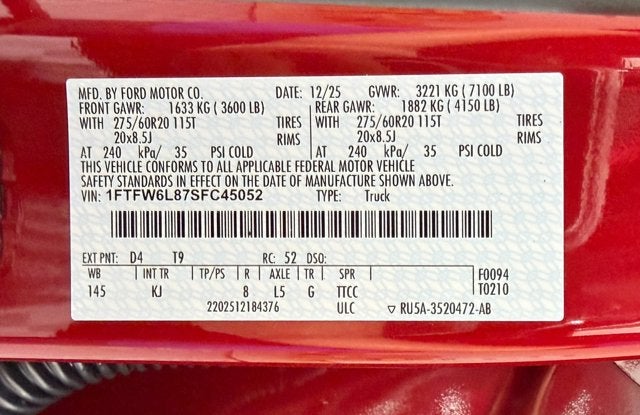 MFD. BY FORD MOTOR CO. DATE: 12/25 GVWR: 3221 KG ( 7100 LB)
FRONT GAWR: 1633 KG ( 3600 LB) REAR GAWR: 1882 KG ( 4150 LB)
WITH 275/60R20 115T TIRES WITH 275/60R20 115T TIRES
20x8.5J RIMS 20x8.5J RIMS
AT 240 kPa/ 35 PSI COLD AT 240 kPa/ 35 PSI COLD
THIS VEHICLE CONFORMS TO ALL APPLICABLE FEDERAL MOTOR VEHICLE
SAFETY STANDARDS IN EFFECT ON THE DATE OF MANUFACTURE SHOWN ABOVE.
VIN: 1FTFW6L87SFC45052 TYPE: Truck
EXT PNT: D4 T9 RC: 52 DSO:
WB INT TR TP/PS R AXLE TR SPR F0094
145 KJ 8 L5 G TTCC T0210
2202512184376 ULC ▽ RU5A-3520472-AB